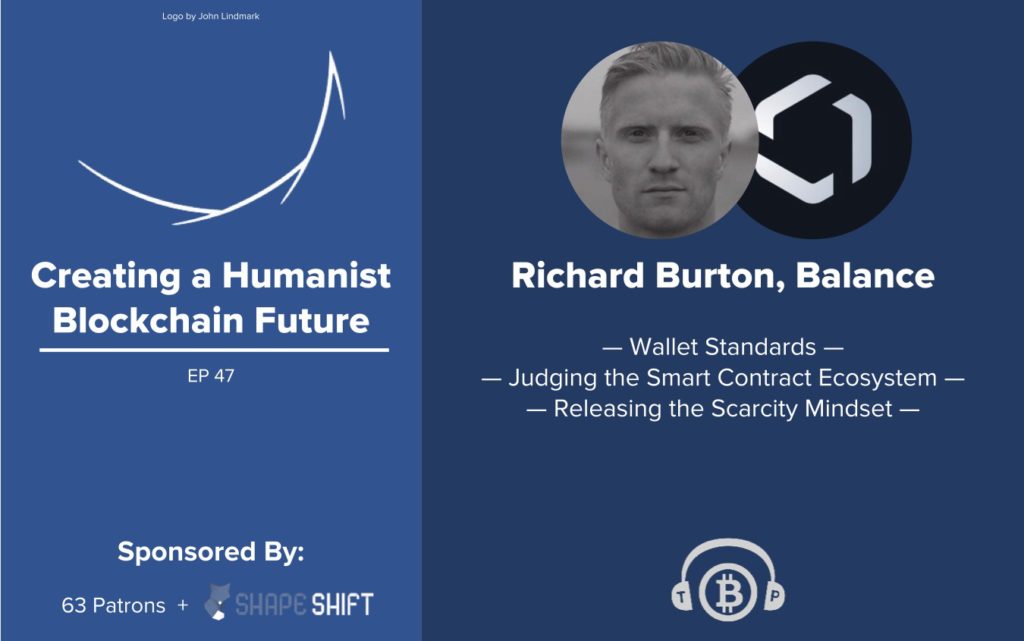 Logo by John Lindmark
Creating a Humanist
Blockchain Future
EP 47
Sponsored By:
63 Patrons + SHAPESHIFT
Richard Burton, Balance
— Wallet Standards —
— Judging the Smart Contract Ecosystem —
— Releasing the Scarcity Mindset —
T ₿ P